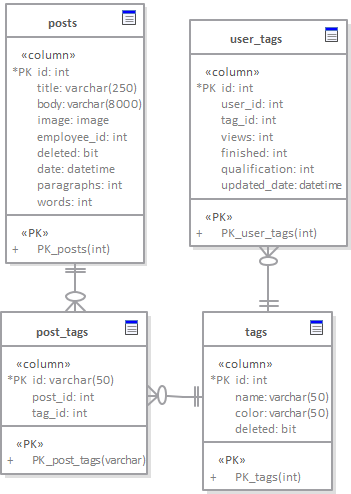 posts
«column»
*PK id: int
title: varchar(250)
body: varchar(8000)
image: image
employee_id: int
deleted: bit
date: datetime
paragraphs: int
words: int
«PK»
+ PK_posts(int)
user_tags
«column»
*PK id: int
user_id: int
tag_id: int
views: int
finished: int
qualification: int
updated_date: datetime
«PK»
+ PK_user_tags(int)
post_tags
«column»
*PK id: varchar(50)
post_id: int
tag_id: int
«PK»
+ PK_post_tags(varchar)
tags
«column»
*PK id: int
name: varchar(50)
color: varchar(50)
deleted: bit
«PK»
+ PK_tags(int)